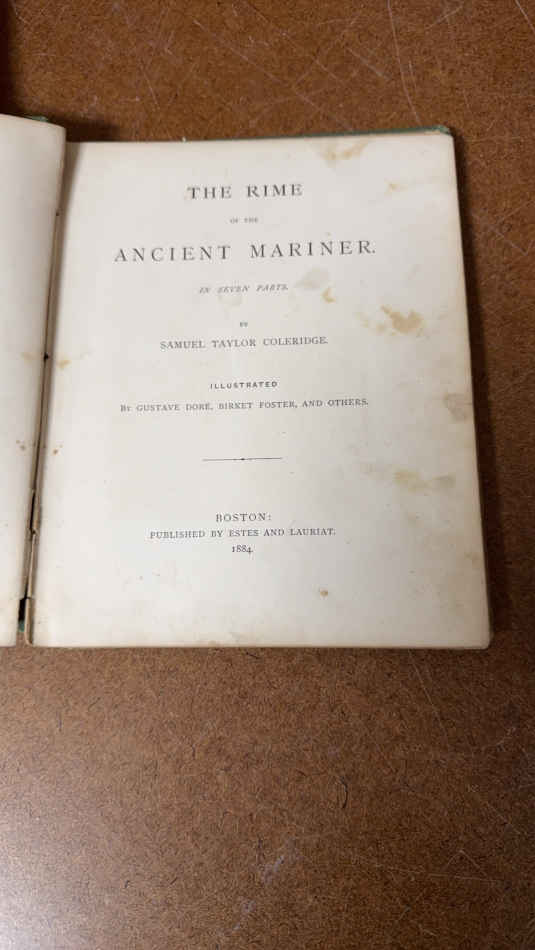 THE RIME
OF THE
ANCIENT MARINER.
IN SEVEN PARTS.
BY
SAMUEL TAYLOR COLERIDGE.
ILLUSTRATED
BY GUSTAVE DORÉ, BIRKET FOSTER, AND OTHERS.
BOSTON:
PUBLISHED BY ESTES AND LAURIAT.
1884.